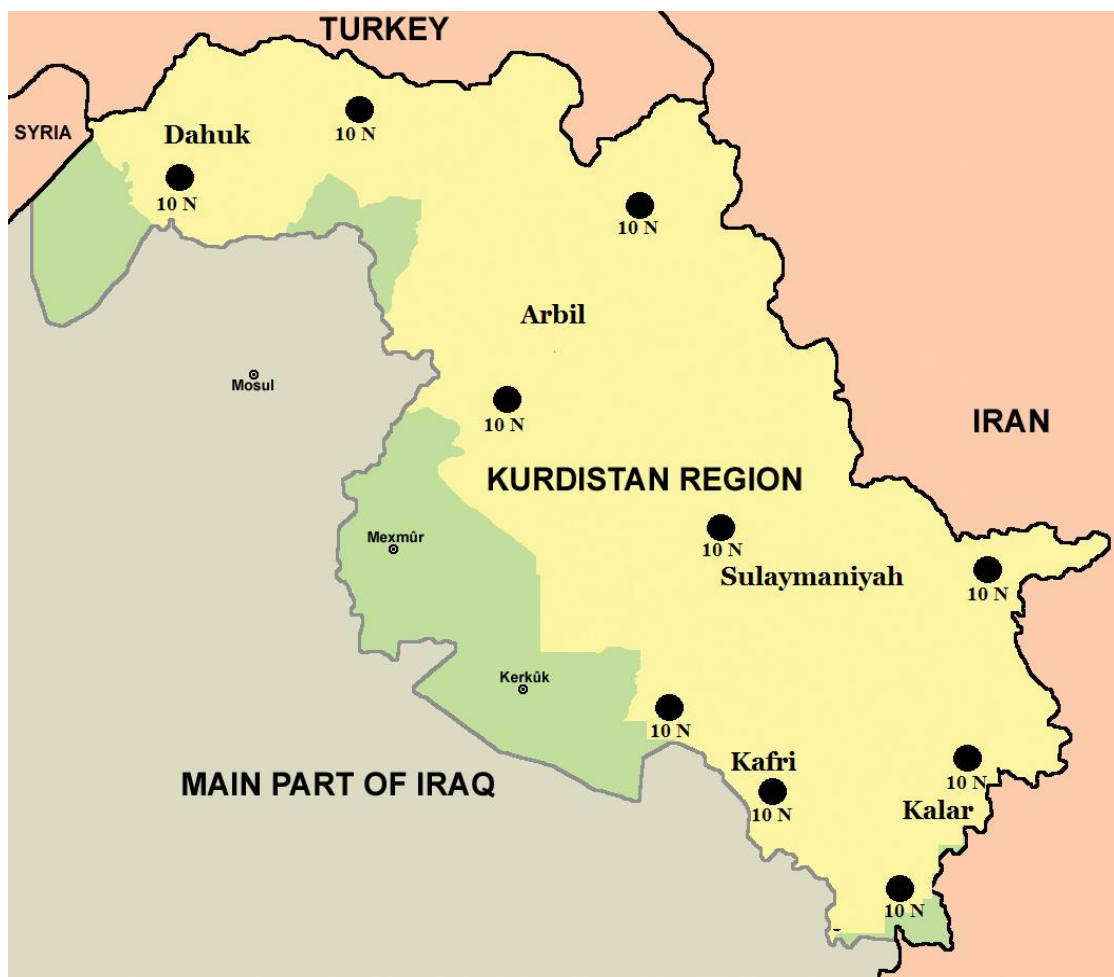 TURKEY
10 N
SYRIA
Dahuk
10 N
10 N
Arbil
Mosul
10 N
IRAN
KURDISTAN REGION
Mexmûr
10 N
Sulaymaniyah
10 N
Kerkûk
10 N
Kafri
MAIN PART OF IRAQ
10 N
10 N
Kalar
10 N